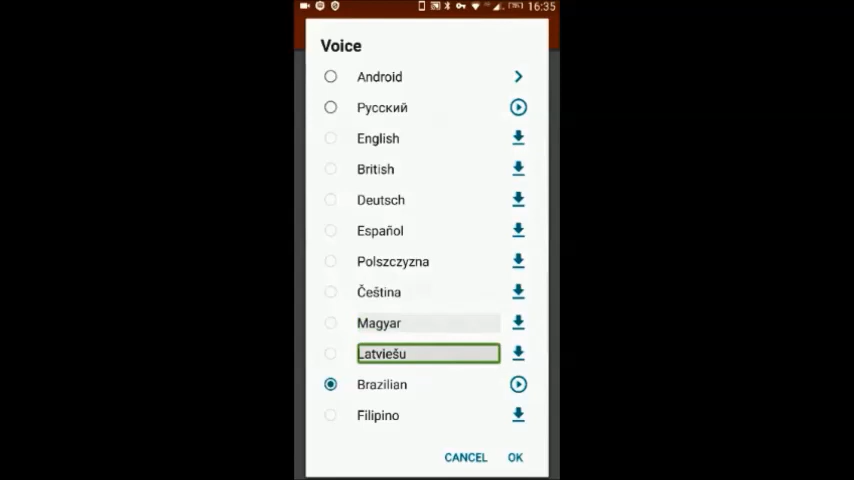 16:35
Voice
Android
Русский
English
British
Deutsch
Español
Polszczyzna
Čeština
Magyar
Latviešu
Brazilian
Filipino
CANCEL OK